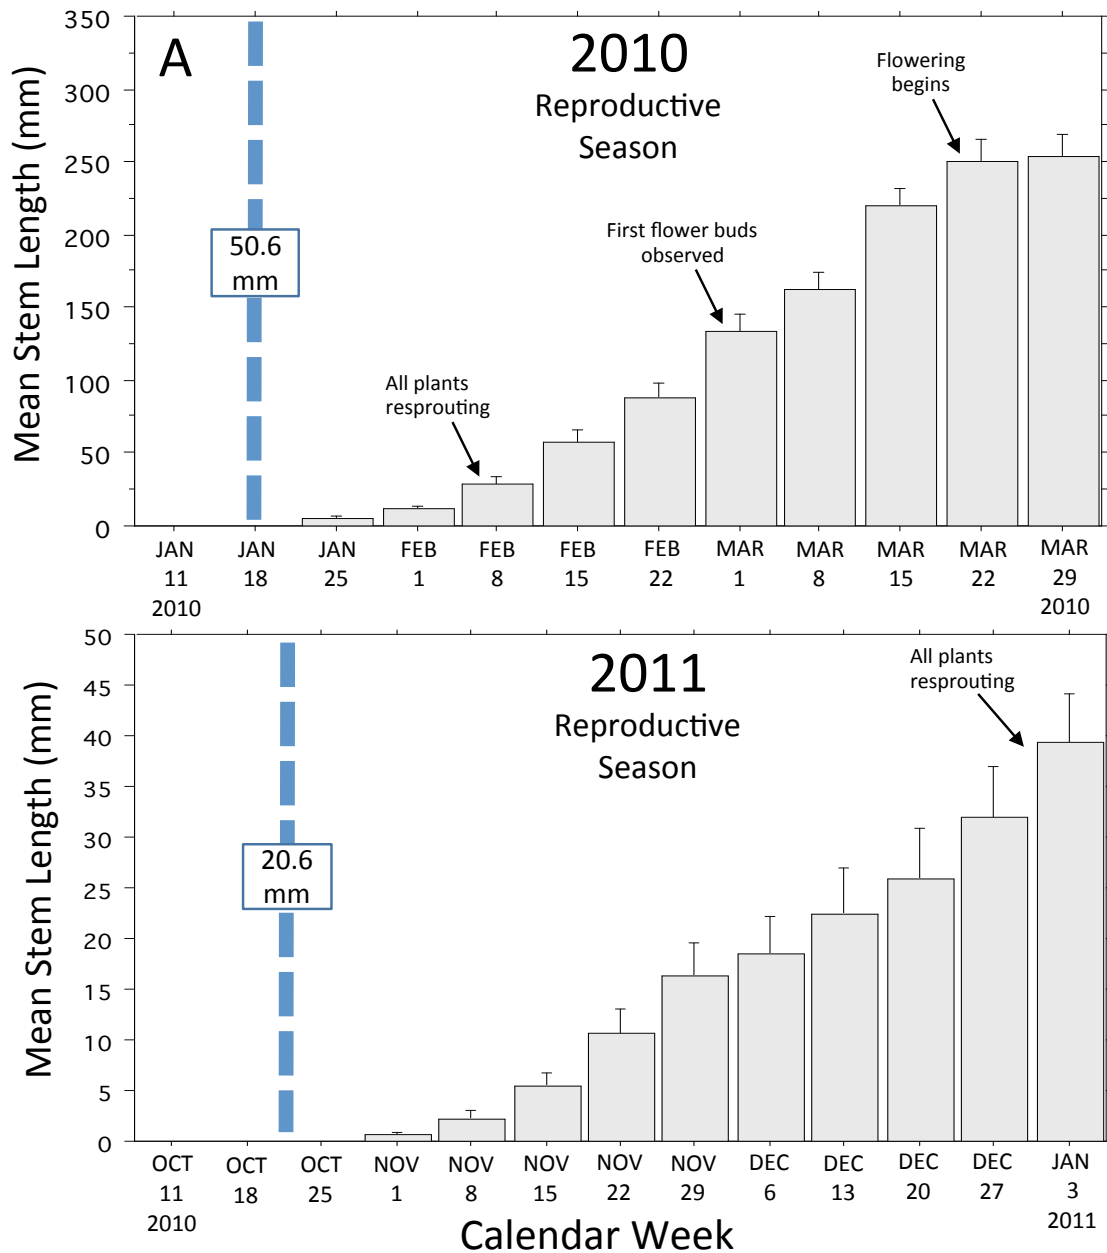 A
2010
Reproductive
Season
Flowering
begins
First flower buds
observed
All plants
resprouting
50.6
mm
Mean Stem Length (mm)
350
300
250
200
150
100
50
0
JAN JAN JAN FEB FEB FEB FEB MAR MAR MAR MAR MAR
11 18 25 1 8 15 22 1 8 15 22 29
2010 2010
2011
Reproductive
Season
All plants
resprouting
20.6
mm
Mean Stem Length (mm)
50
45
40
35
30
25
20
15
10
5
0
OCT OCT OCT NOV NOV NOV NOV NOV DEC DEC DEC DEC JAN
11 18 25 1 8 15 22 29 6 13 20 27 3
2010 2011
Calendar Week